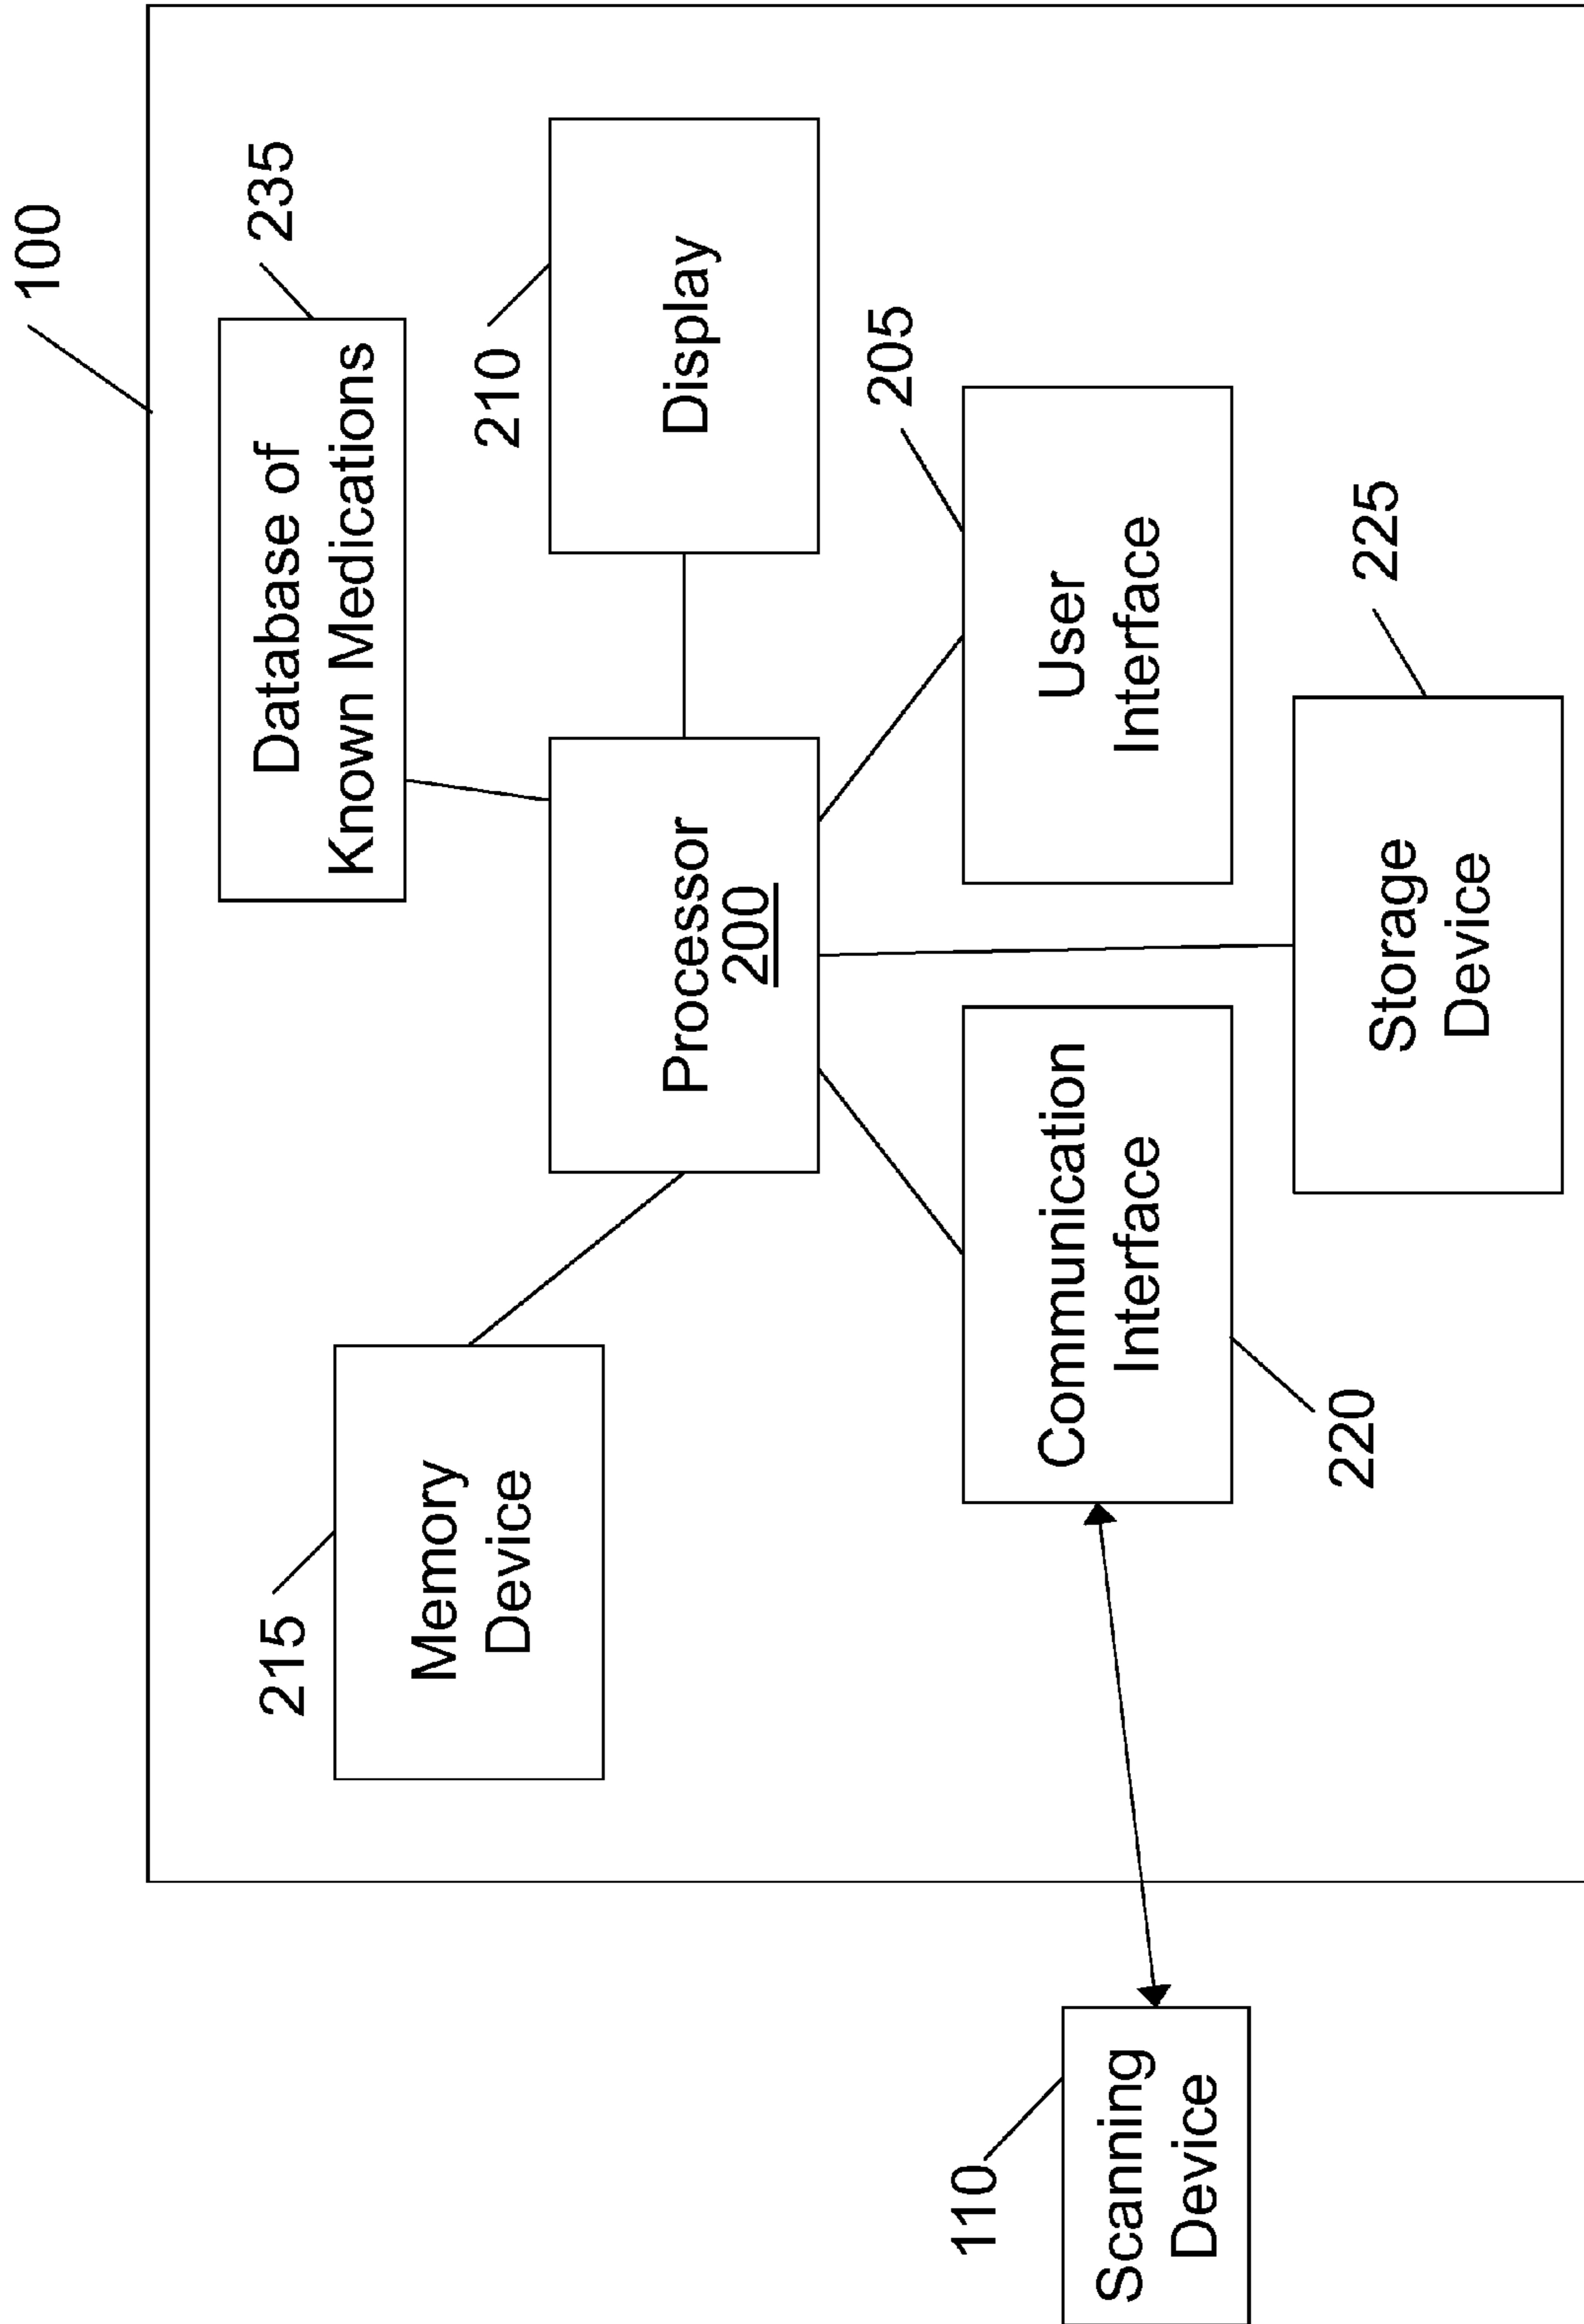 100
215
Memory
Device
Database of
Known Medications
235
210
Display
Processor
200
205
User
Interface
110
Scanning
Device
Communication
Interface
220
225
Storage
Device